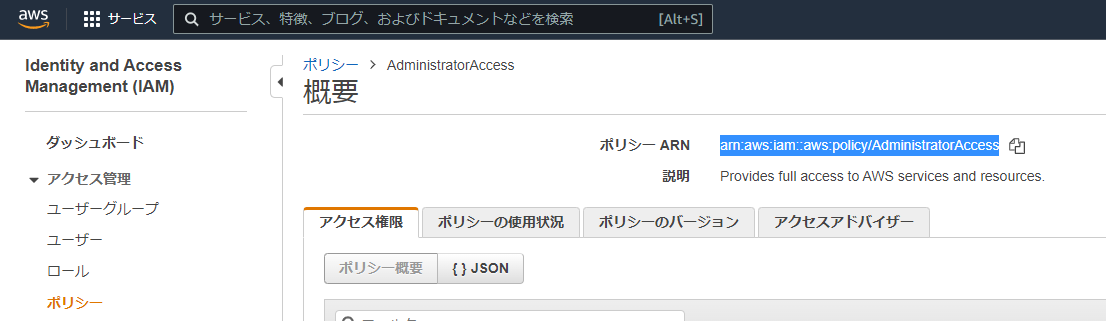 aws サービス サービス、特徴、ブログ、およびドキュメントなどを検索 [Alt+S]
Identity and Access
Management (IAM)
ダッシュボード
アクセス管理
ユーザーグループ
ユーザー
ロール
ポリシー
ポリシー > AdministratorAccess
概要
ポリシー ARN arn:aws:iam::aws:policy/AdministratorAccess
説明 Provides full access to AWS services and resources.
アクセス権限 ポリシーの使用状況 ポリシーのバージョン アクセスアドバイザー
ポリシー概要 { } JSON